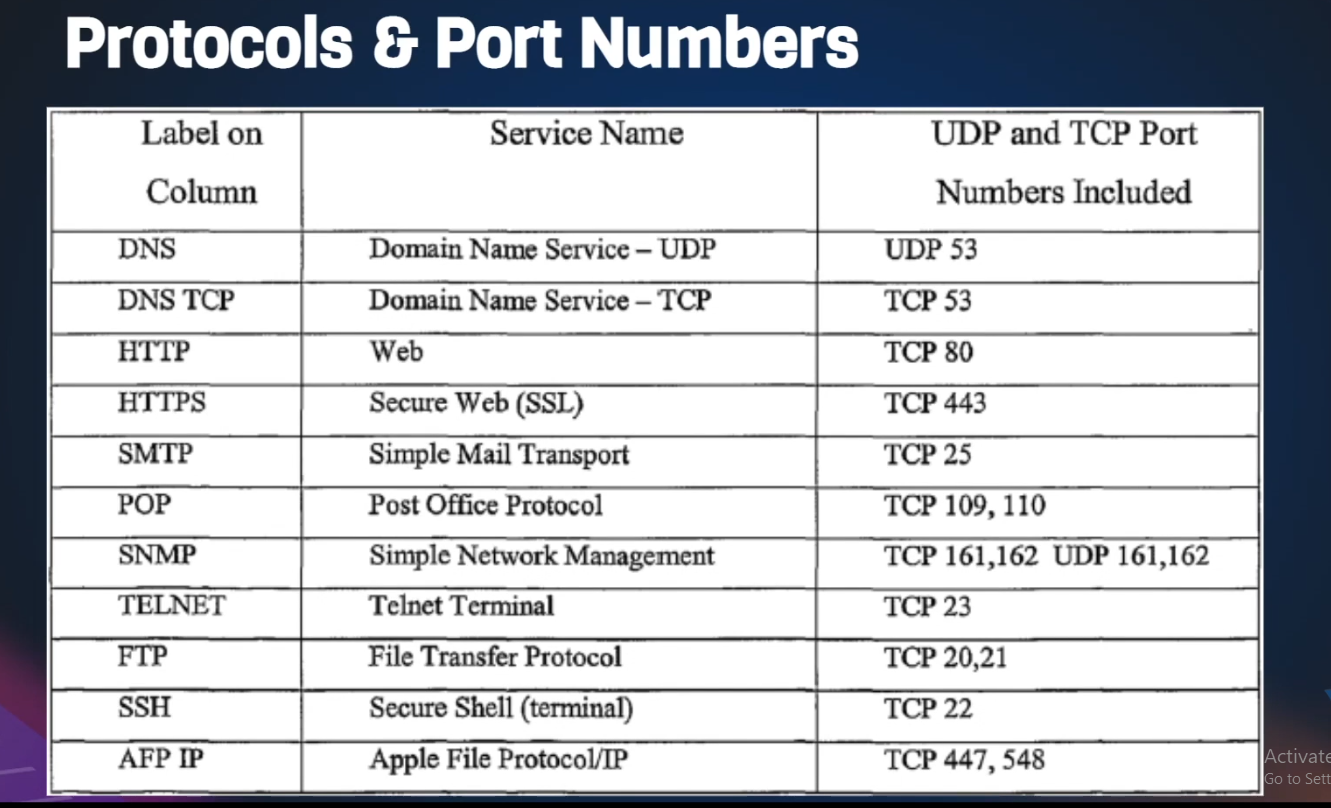 Protocols & Port Numbers
Label on Column Service Name UDP and TCP Port Numbers Included
DNS Domain Name Service – UDP UDP 53
DNS TCP Domain Name Service – TCP TCP 53
HTTP Web TCP 80
HTTPS Secure Web (SSL) TCP 443
SMTP Simple Mail Transport TCP 25
POP Post Office Protocol TCP 109, 110
SNMP Simple Network Management TCP 161,162 UDP 161,162
TELNET Telnet Terminal TCP 23
FTP File Transfer Protocol TCP 20,21
SSH Secure Shell (terminal) TCP 22
AFP IP Apple File Protocol/IP TCP 447, 548
Activate
Go to Sett